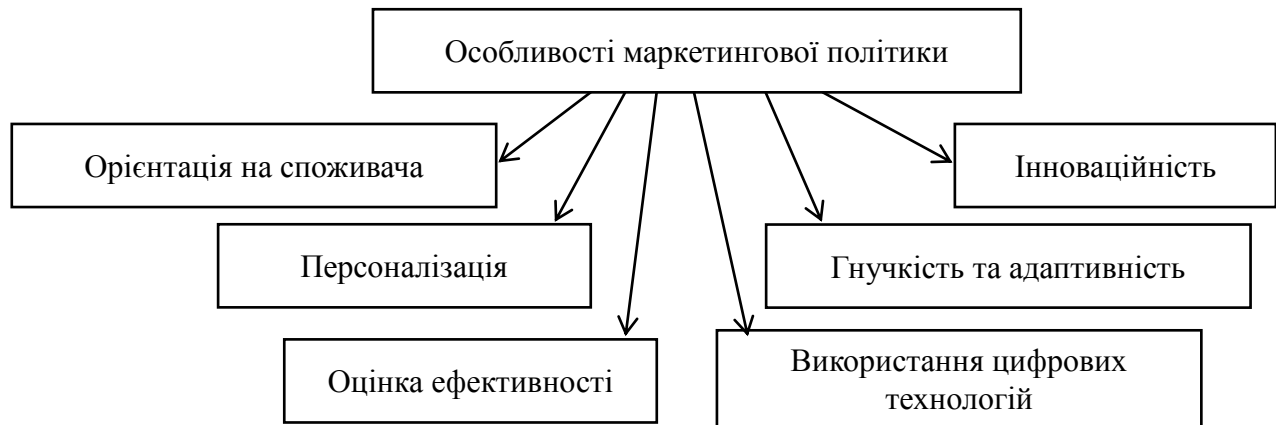 Особливості маркетингової політики
Орієнтація на споживача
Інноваційність
Персоналізація
Гнучкість та адаптивність
Оцінка ефективності
Використання цифрових
технологій